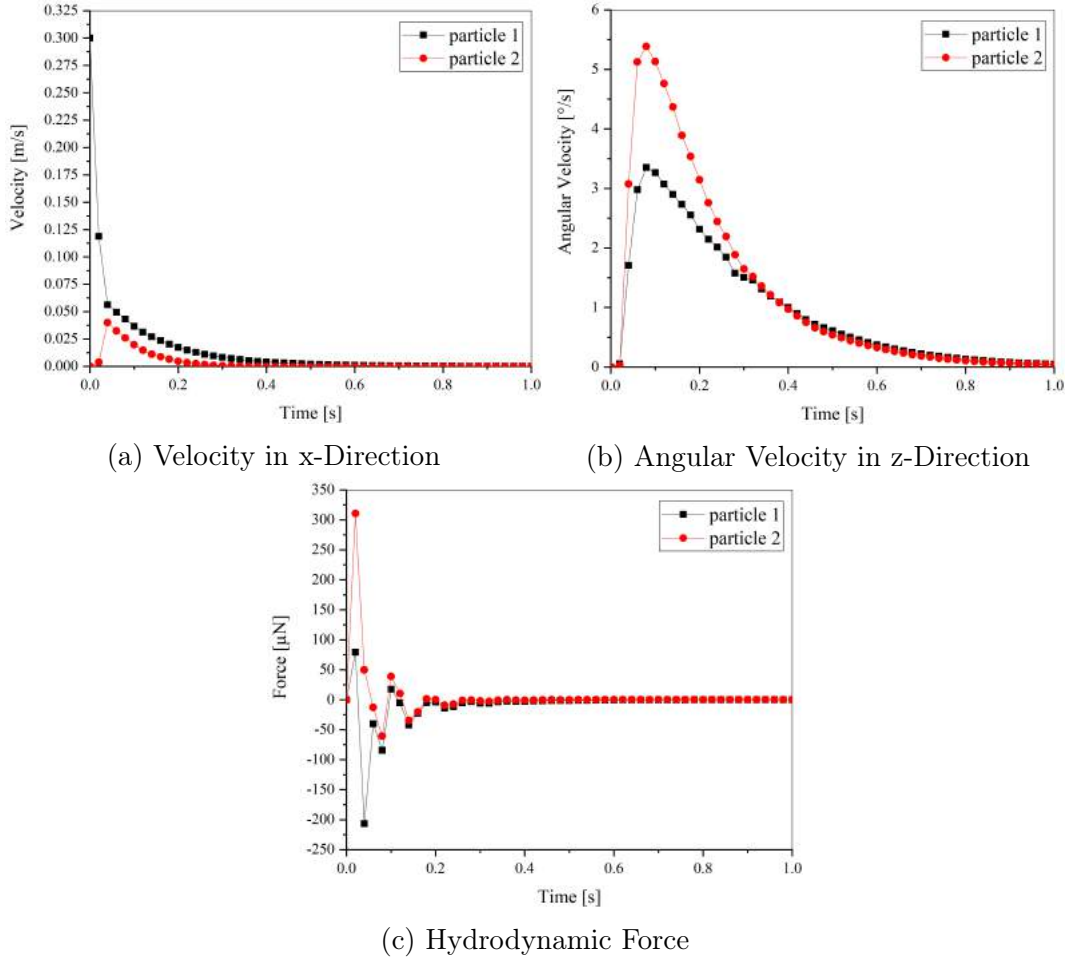 0.325
0.300
0.275
0.250
0.225
0.200
0.175
0.150
0.125
0.100
0.075
0.050
0.025
0.000
Velocity [m/s]
particle 1
particle 2
0.0 0.2 0.4 0.6 0.8 1.0
Time [s]
(a) Velocity in x-Direction
6
5
4
3
2
1
0
Angular Velocity [°/s]
particle 1
particle 2
0.0 0.2 0.4 0.6 0.8 1.0
Time [s]
(b) Angular Velocity in z-Direction
350
300
250
200
150
100
50
0
-50
-100
-150
-200
-250
Force [µN]
particle 1
particle 2
0.0 0.2 0.4 0.6 0.8 1.0
Time [s]
(c) Hydrodynamic Force